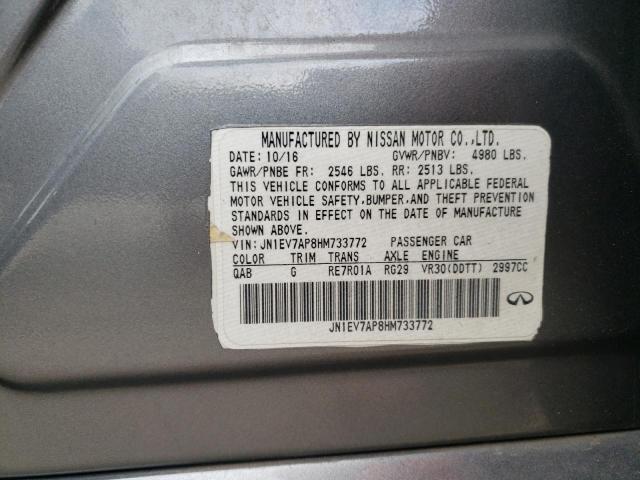 MANUFACTURED BY NISSAN MOTOR CO.,LTD.
DATE: 10/16 GVWR/PNBV: 4980 LBS.
GAWR/PNBE FR: 2546 LBS. RR: 2513 LBS.
THIS VEHICLE CONFORMS TO ALL APPLICABLE FEDERAL
MOTOR VEHICLE SAFETY,BUMPER,AND THEFT PREVENTION
STANDARDS IN EFFECT ON THE DATE OF MANUFACTURE
SHOWN ABOVE.
VIN: JN1EV7AP8HM733772 PASSENGER CAR
COLOR TRIM TRANS AXLE ENGINE
QAB G RE7R01A RG29 VR30(DDTT) 2997CC
JN1EV7AP8HM733772